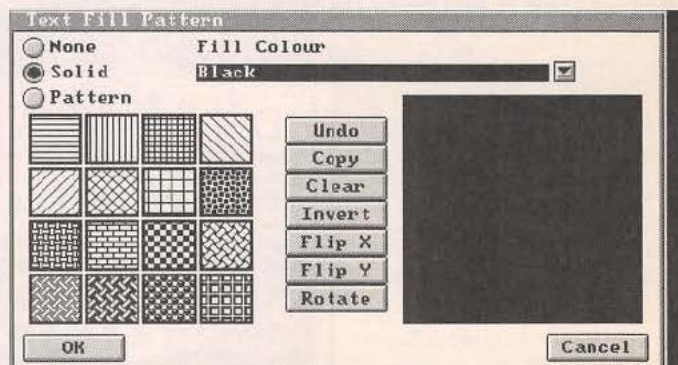 Text Fill Pattern
None
Fill Colour
Solid
Black
Pattern
Undo
Copy
Clear
Invert
Flip X
Flip Y
Rotate
OK
Cancel